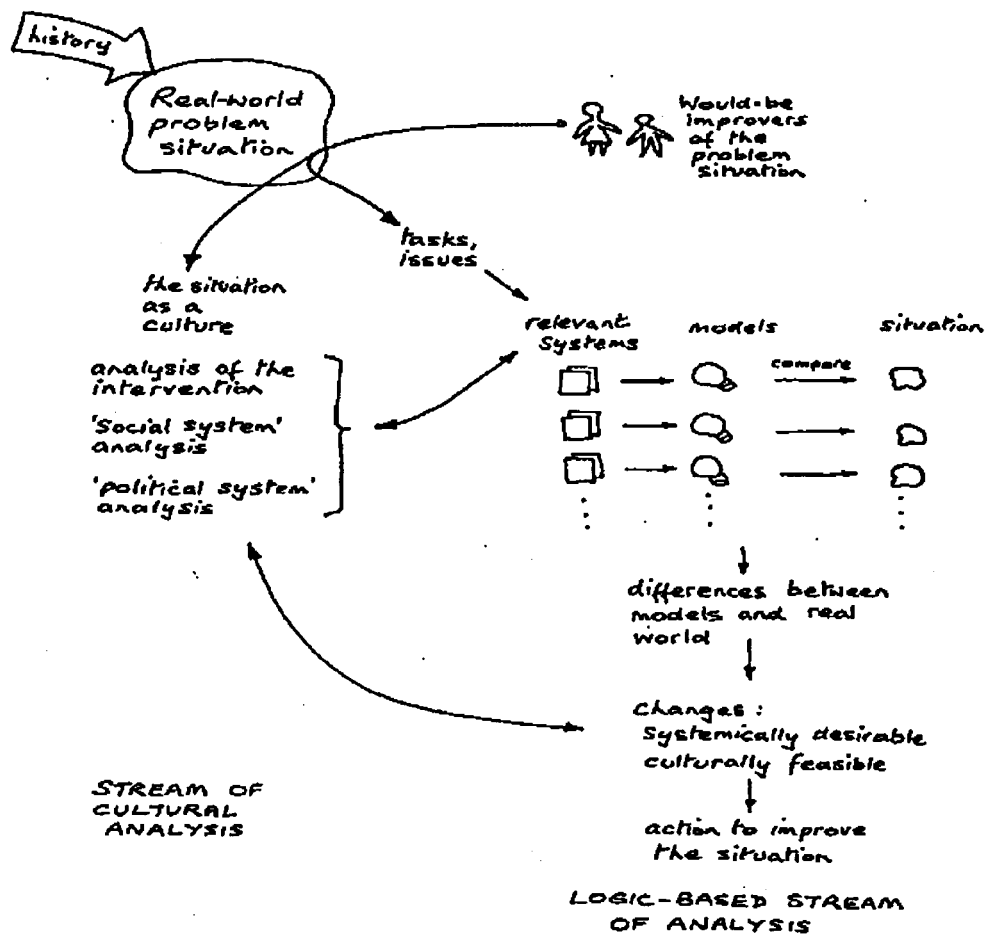 history
Real-world
problem
situation
Would-be
improvers
of the
problem
situation
tasks,
issues
the situation
as a
culture
relevant
systems
models
situation
compare
analysis of the
intervention
'Social system'
analysis
'political system'
analysis
differences between
models and real
world
Changes:
systemically desirable
culturally feasible
action to improve
the situation
STREAM OF
CULTURAL
ANALYSIS
LOGIC-BASED STREAM
OF ANALYSIS